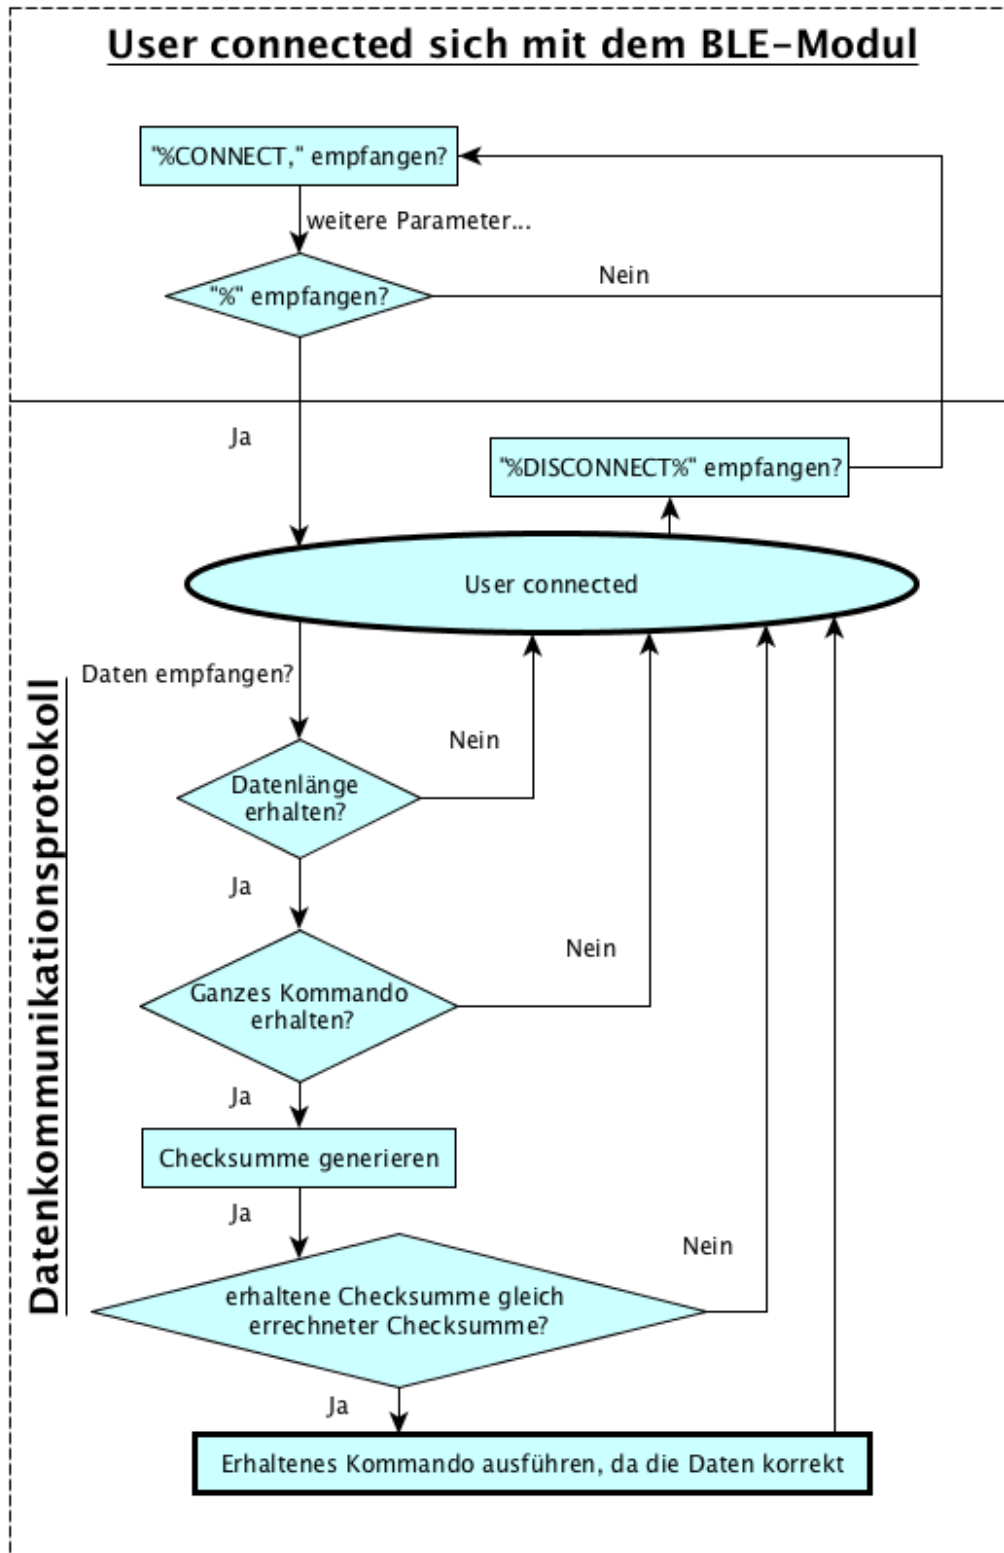 User connected sich mit dem BLE-Modul
"%CONNECT," empfangen?
weitere Parameter...
"%" empfangen?
Nein
Ja
"%DISCONNECT%" empfangen?
User connected
Datenkommunikationsprotokoll
Daten empfangen?
Nein
Datenlänge
erhalten?
Ja
Nein
Ganzes Kommando
erhalten?
Ja
Checksumme generieren
Ja
Nein
erhaltene Checksumme gleich
errechneter Checksumme?
Ja
Erhaltenes Kommando ausführen, da die Daten korrekt